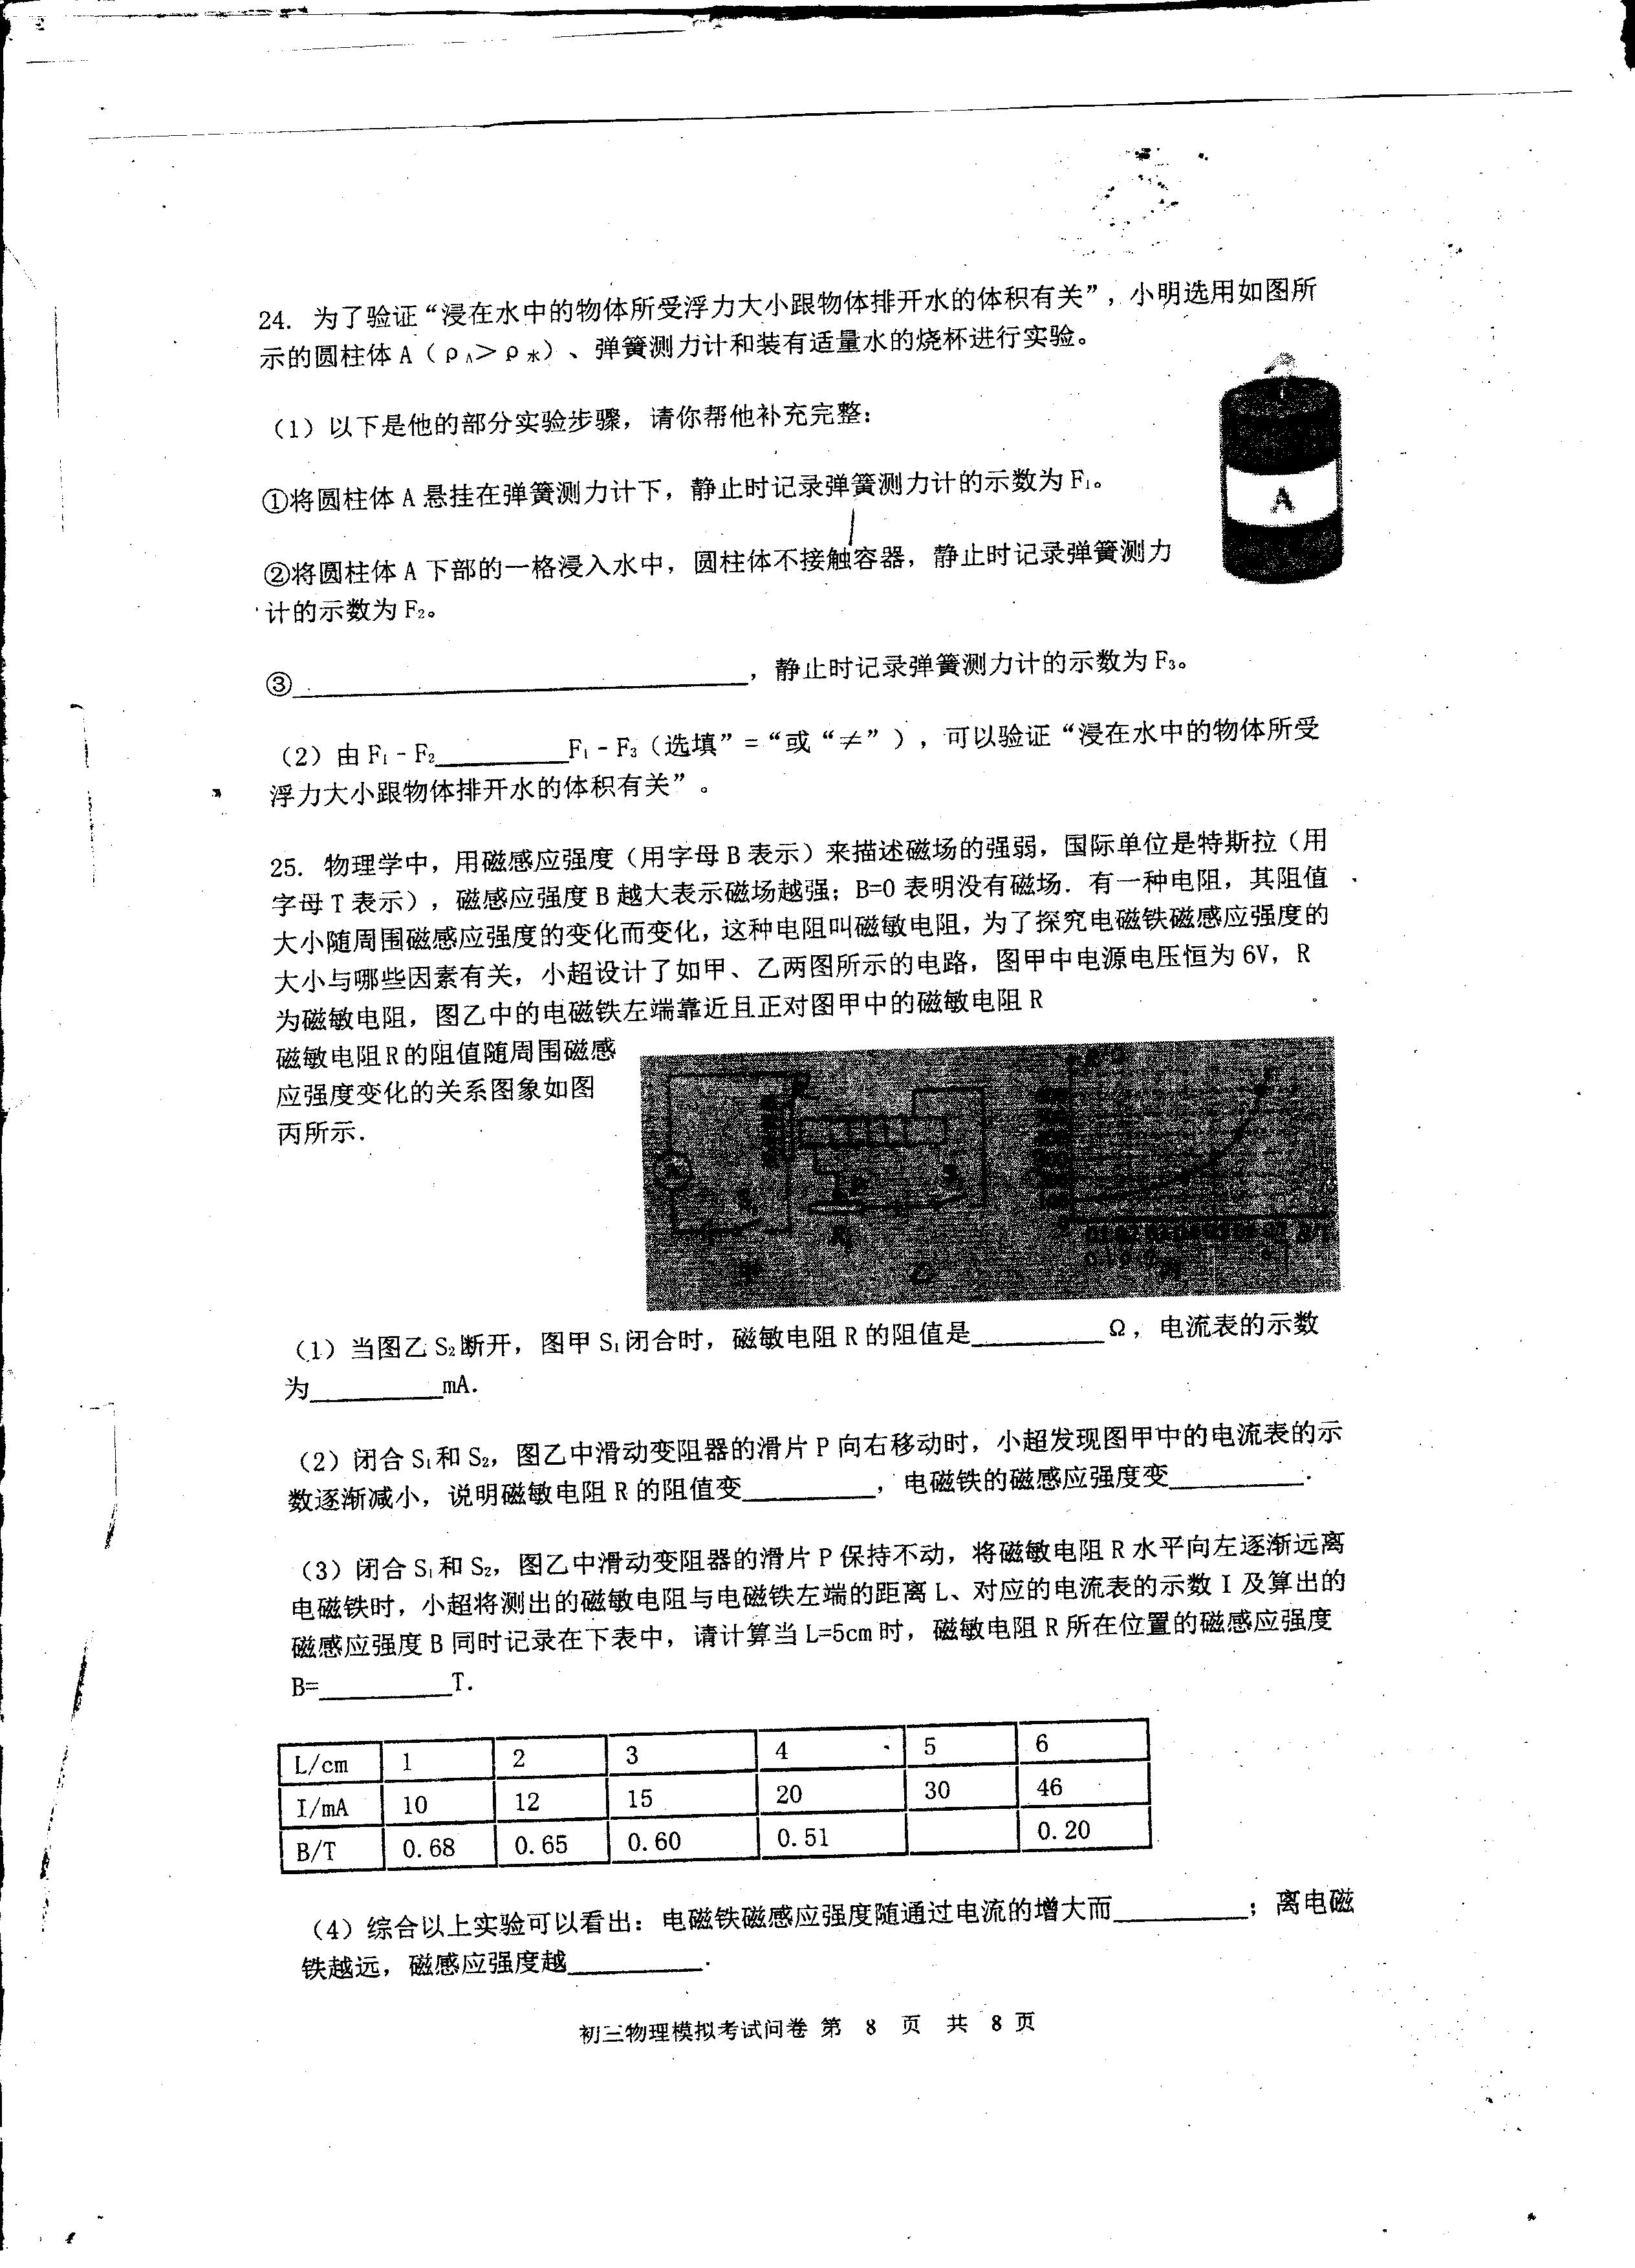 24. 为了验证“浸在水中的物体所受浮力大小跟物体排开水的体积有关”，小明选用如图所
示的圆柱体 A（ρA＞ρ水）、弹簧测力计和装有适量水的烧杯进行实验。
（1）以下是他的部分实验步骤，请你帮他补充完整：
①将圆柱体 A 悬挂在弹簧测力计下，静止时记录弹簧测力计的示数为 F₁。
A
②将圆柱体 A 下部的一格浸入水中，圆柱体不接触容器，静止时记录弹簧测力
计的示数为 F₂。
③__________，静止时记录弹簧测力计的示数为 F₃。
（2）由 F₁－F₂__________F₁－F₃（选填”=“或“≠”），可以验证“浸在水中的物体所受
浮力大小跟物体排开水的体积有关”。
25. 物理学中，用磁感应强度（用字母 B 表示）来描述磁场的强弱，国际单位是特斯拉（用
字母 T 表示），磁感应强度 B 越大表示磁场越强；B=0 表明没有磁场．有一种电阻，其阻值
大小随周围磁感应强度的变化而变化，这种电阻叫磁敏电阻，为了探究电磁铁磁感应强度的
大小与哪些因素有关，小超设计了如甲、乙两图所示的电路，图甲中电源电压恒为 6V，R
为磁敏电阻，图乙中的电磁铁左端靠近且正对图甲中的磁敏电阻 R
磁敏电阻 R 的阻值随周围磁感
应强度变化的关系图象如图
丙所示．
（1）当图乙 S₂断开，图甲 S₁闭合时，磁敏电阻 R 的阻值是__________Ω，电流表的示数
为__________mA.
（2）闭合 S₁和 S₂，图乙中滑动变阻器的滑片 P 向右移动时，小超发现图甲中的电流表的示
数逐渐减小，说明磁敏电阻 R 的阻值变__________，电磁铁的磁感应强度变__________.
（3）闭合 S₁和 S₂，图乙中滑动变阻器的滑片 P 保持不动，将磁敏电阻 R 水平向左逐渐远离
电磁铁时，小超将测出的磁敏电阻与电磁铁左端的距离 L、对应的电流表的示数 I 及算出的
磁感应强度 B 同时记录在下表中，请计算当 L=5cm 时，磁敏电阻 R 所在位置的磁感应强度
B=__________T.
L/cm 1 2 3 4 5 6
I/mA 10 12 15 20 30 46
B/T 0.68 0.65 0.60 0.51 0.20
（4）综合以上实验可以看出：电磁铁磁感应强度随通过电流的增大而__________；离电磁
铁越远，磁感应强度越__________.
初三物理模拟考试问卷 第 8 页 共 8 页